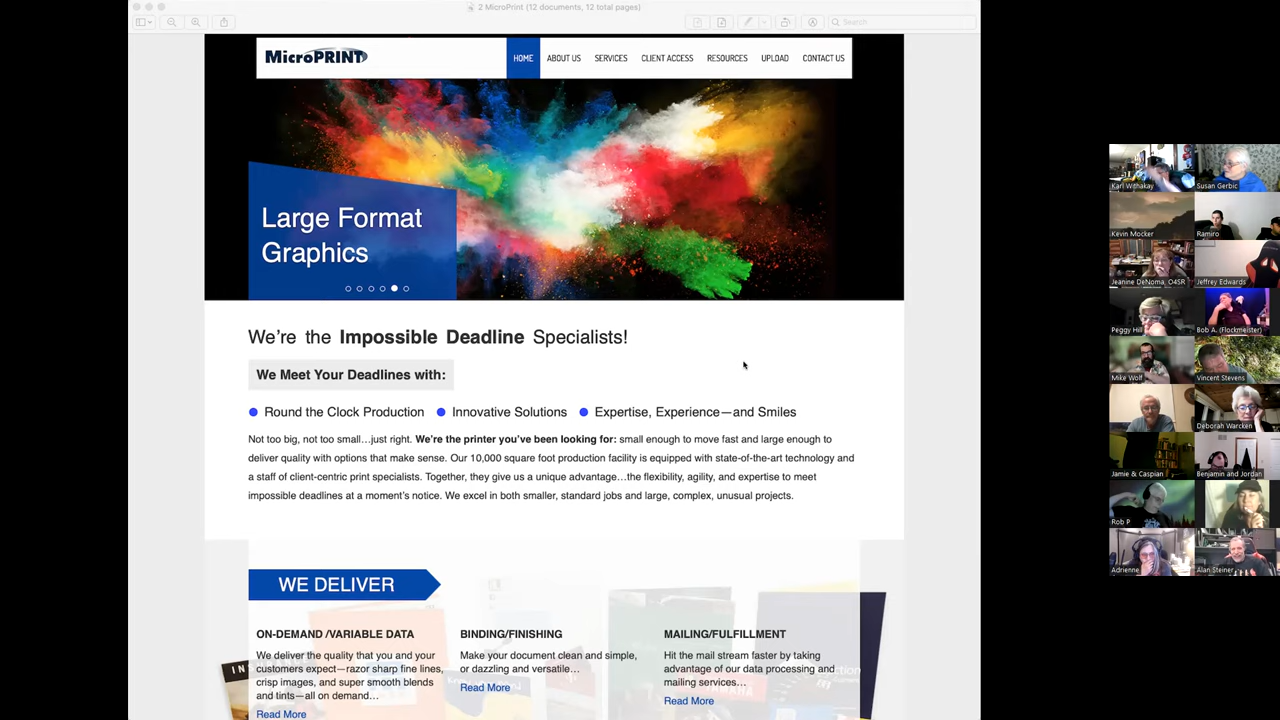 2 MicroPrint (12 documents, 12 total pages)
Search
MicroPRINT
HOME ABOUT US SERVICES CLIENT ACCESS RESOURCES UPLOAD CONTACT US
Large Format
Graphics
We're the Impossible Deadline Specialists!
We Meet Your Deadlines with:
Round the Clock Production Innovative Solutions Expertise, Experience—and Smiles
Not too big, not too small…just right. We're the printer you've been looking for: small enough to move fast and large enough to
deliver quality with options that make sense. Our 10,000 square foot production facility is equipped with state-of-the-art technology and
a staff of client-centric print specialists. Together, they give us a unique advantage…the flexibility, agility, and expertise to meet
impossible deadlines at a moment's notice. We excel in both smaller, standard jobs and large, complex, unusual projects.
WE DELIVER
ON-DEMAND /VARIABLE DATA
We deliver the quality that you and your
customers expect—razor sharp fine lines,
crisp images, and super smooth blends
and tints—all on demand…
Read More
BINDING/FINISHING
Make your document clean and simple,
or dazzling and versatile…
Read More
MAILING/FULFILLMENT
Hit the mail stream faster by taking
advantage of our data processing and
mailing services…
Read More
Karl Withakay
Susan Gerbic
Kevin Mocker
Ramiro
Jeanine DeNoma, O4SR
Jeffrey Edwards
Peggy Hill
Bob A. (Flockmeister)
Mike Wolf
Vincent Stevens
Deborah Warcken
Jamie & Caspian
Benjamin and Jordan
Rob P
Adrienne
Alan Steiner